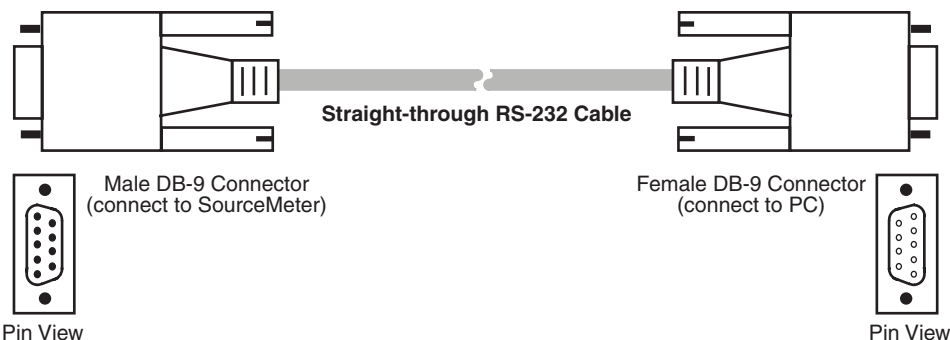 Straight-through RS-232 Cable
Male DB-9 Connector
(connect to SourceMeter)
Female DB-9 Connector
(connect to PC)
Pin View
Pin View